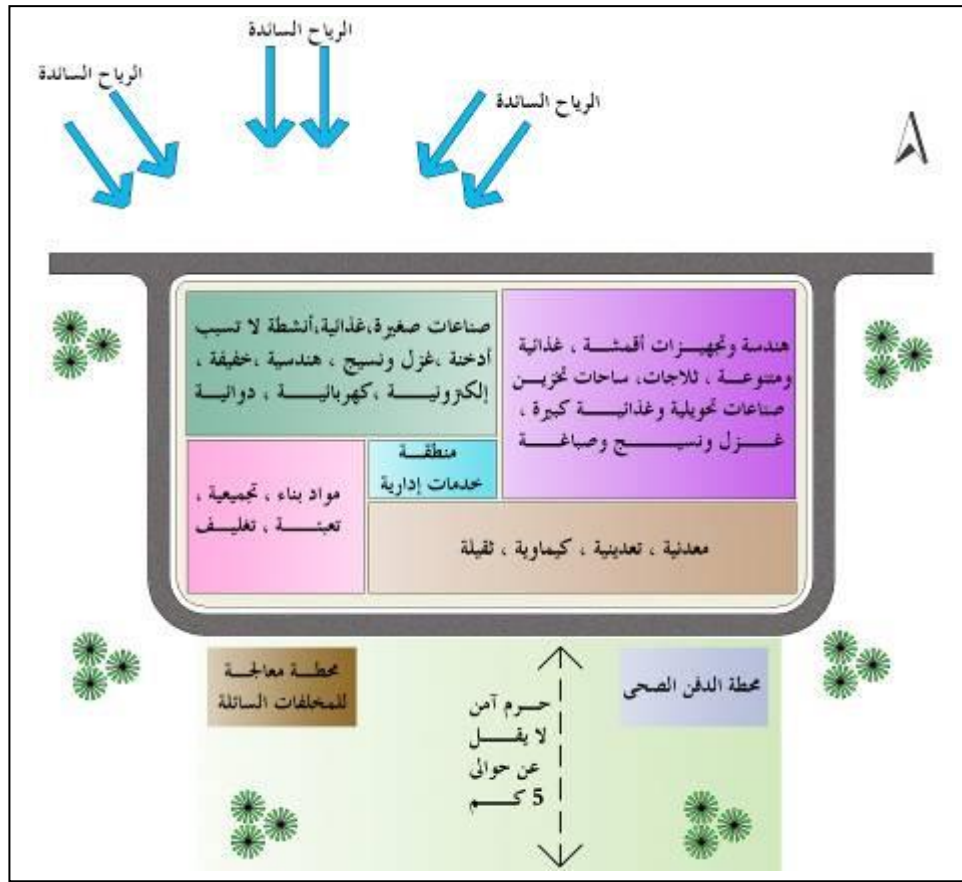 الرياح السائدة
الرياح السائدة
الرياح السائدة
هندسة وتجهيزات أقمشة ، غذائية
ومتنوعة ، ثلاجات، ساحات تخزين
صناعات تحويلية وغذائية كبيرة ،
غزل ونسيج وصباغة
صناعات صغيرة،غذائية،أنشطة لا تسبب
أدخنة ،غزل ونسيج ، هندسية ،خفيفة ،
إلكترونية ،كهربائية ، دوائية
منطقة
خدمات إدارية
مواد بناء ، تجميعية ،
تعبئة ، تغليف
معدنية ، تعدينية ، كيماوية ، ثقيلة
محطة الدفن الصحى
حرم آمن
لا يقل
عن حوالى
5 كم
محطة معالجة
للمخلفات السائلة